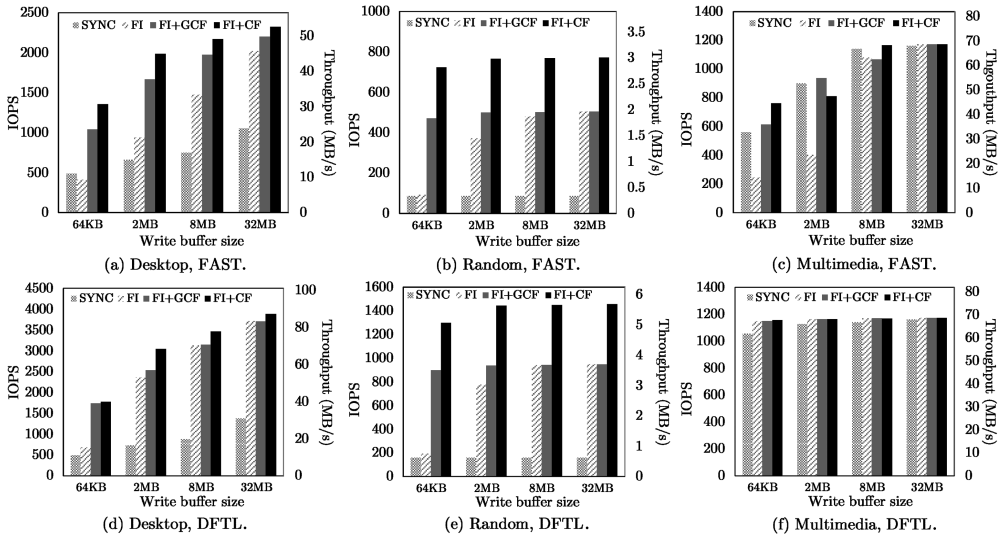 SYNC FI FI+GCF FI+CF
2500
2000
1500
1000
500
0
IOPS
50
40
30
20
10
0
Throughput (MB/s)
64KB 2MB 8MB 32MB
Write buffer size
(a) Desktop, FAST.
SYNC FI FI+GCF FI+CF
1000
800
600
400
200
0
IOPS
3.5
3
2.5
2
1.5
1
0.5
0
Throughput (MB/s)
64KB 2MB 8MB 32MB
Write buffer size
(b) Random, FAST.
SYNC FI FI+GCF FI+CF
1400
1200
1000
800
600
400
200
0
IOPS
80
70
60
50
40
30
20
10
0
Thgouthput (MB/s)
64KB 2MB 8MB 32MB
Write buffer size
(c) Multimedia, FAST.
SYNC FI FI+GCF FI+CF
4500
4000
3500
3000
2500
2000
1500
1000
500
0
IOPS
100
80
60
40
20
0
Throughput (MB/s)
64KB 2MB 8MB 32MB
Write buffer size
(d) Desktop, DFTL.
SYNC FI FI+GCF FI+CF
1600
1400
1200
1000
800
600
400
200
0
IOPS
6
5
4
3
2
1
0
Throughput (MB/s)
64KB 2MB 8MB 32MB
Write buffer size
(e) Random, DFTL.
SYNC FI FI+GCF FI+CF
1400
1200
1000
800
600
400
200
0
IOPS
80
70
60
50
40
30
20
10
0
Throughput (MB/s)
64KB 2MB 8MB 32MB
Write buffer size
(f) Multimedia, DFTL.